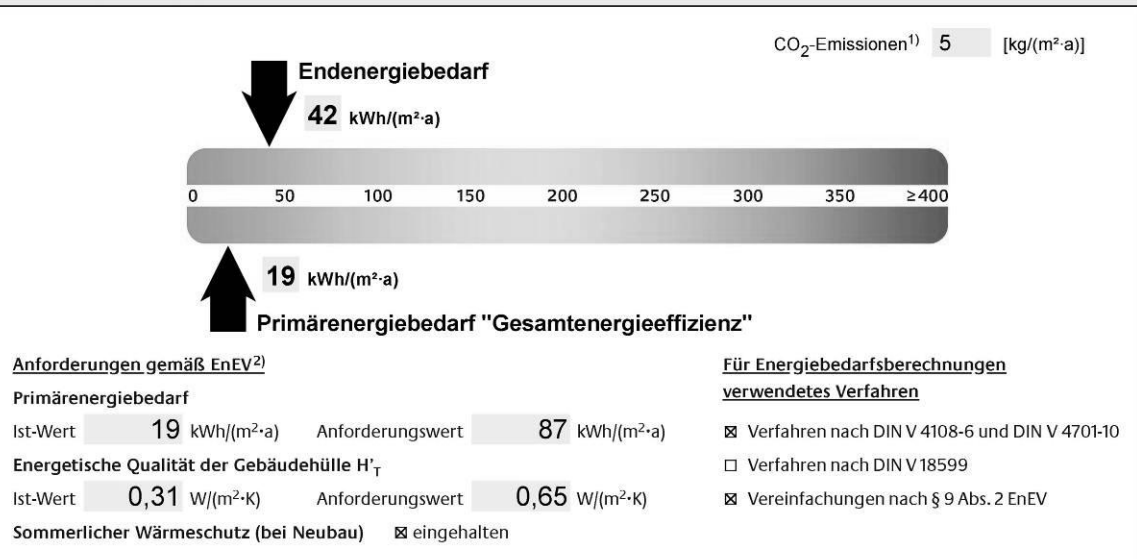 CO2-Emissionen1) 5 [kg/(m²·a)]
Endenergiebedarf
42 kWh/(m²·a)
0 50 100 150 200 250 300 350 ≥400
19 kWh/(m²·a)
Primärenergiebedarf "Gesamtenergieeffizienz"
Anforderungen gemäß EnEV2)
Primärenergiebedarf
Ist-Wert 19 kWh/(m²·a) Anforderungswert 87 kWh/(m²·a)
Energetische Qualität der Gebäudehülle H'T
Ist-Wert 0,31 W/(m²·K) Anforderungswert 0,65 W/(m²·K)
Sommerlicher Wärmeschutz (bei Neubau) ☒ eingehalten
Für Energiebedarfsberechnungen
verwendetes Verfahren
☒ Verfahren nach DIN V 4108-6 und DIN V 4701-10
☐ Verfahren nach DIN V 18599
☒ Vereinfachungen nach § 9 Abs. 2 EnEV